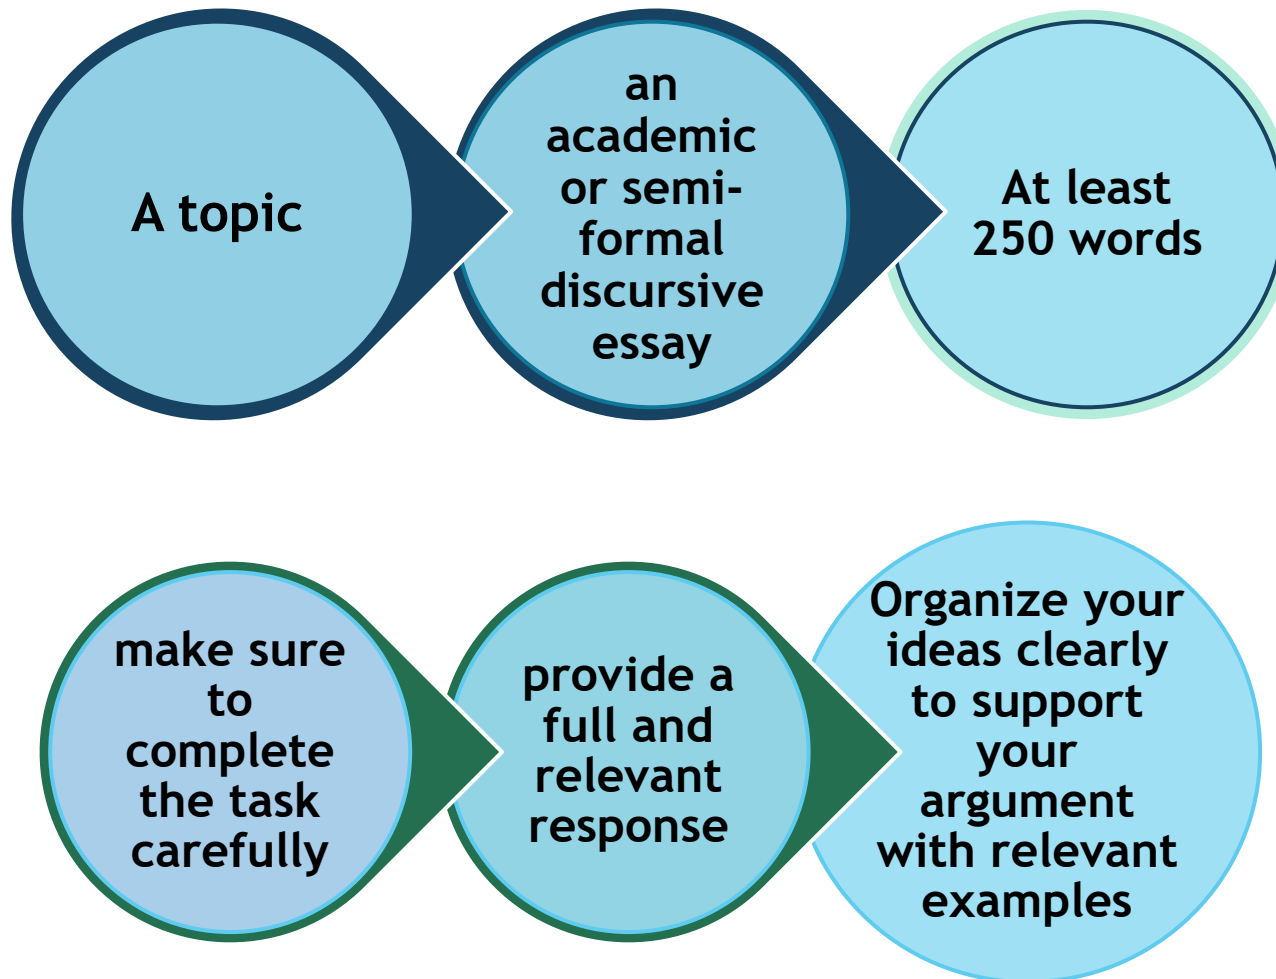 A topic
an
academic
or semi-
formal
discursive
essay
At least
250 words
make sure
to
complete
the task
carefully
provide a
full and
relevant
response
Organize your
ideas clearly
to support
your
argument
with relevant
examples